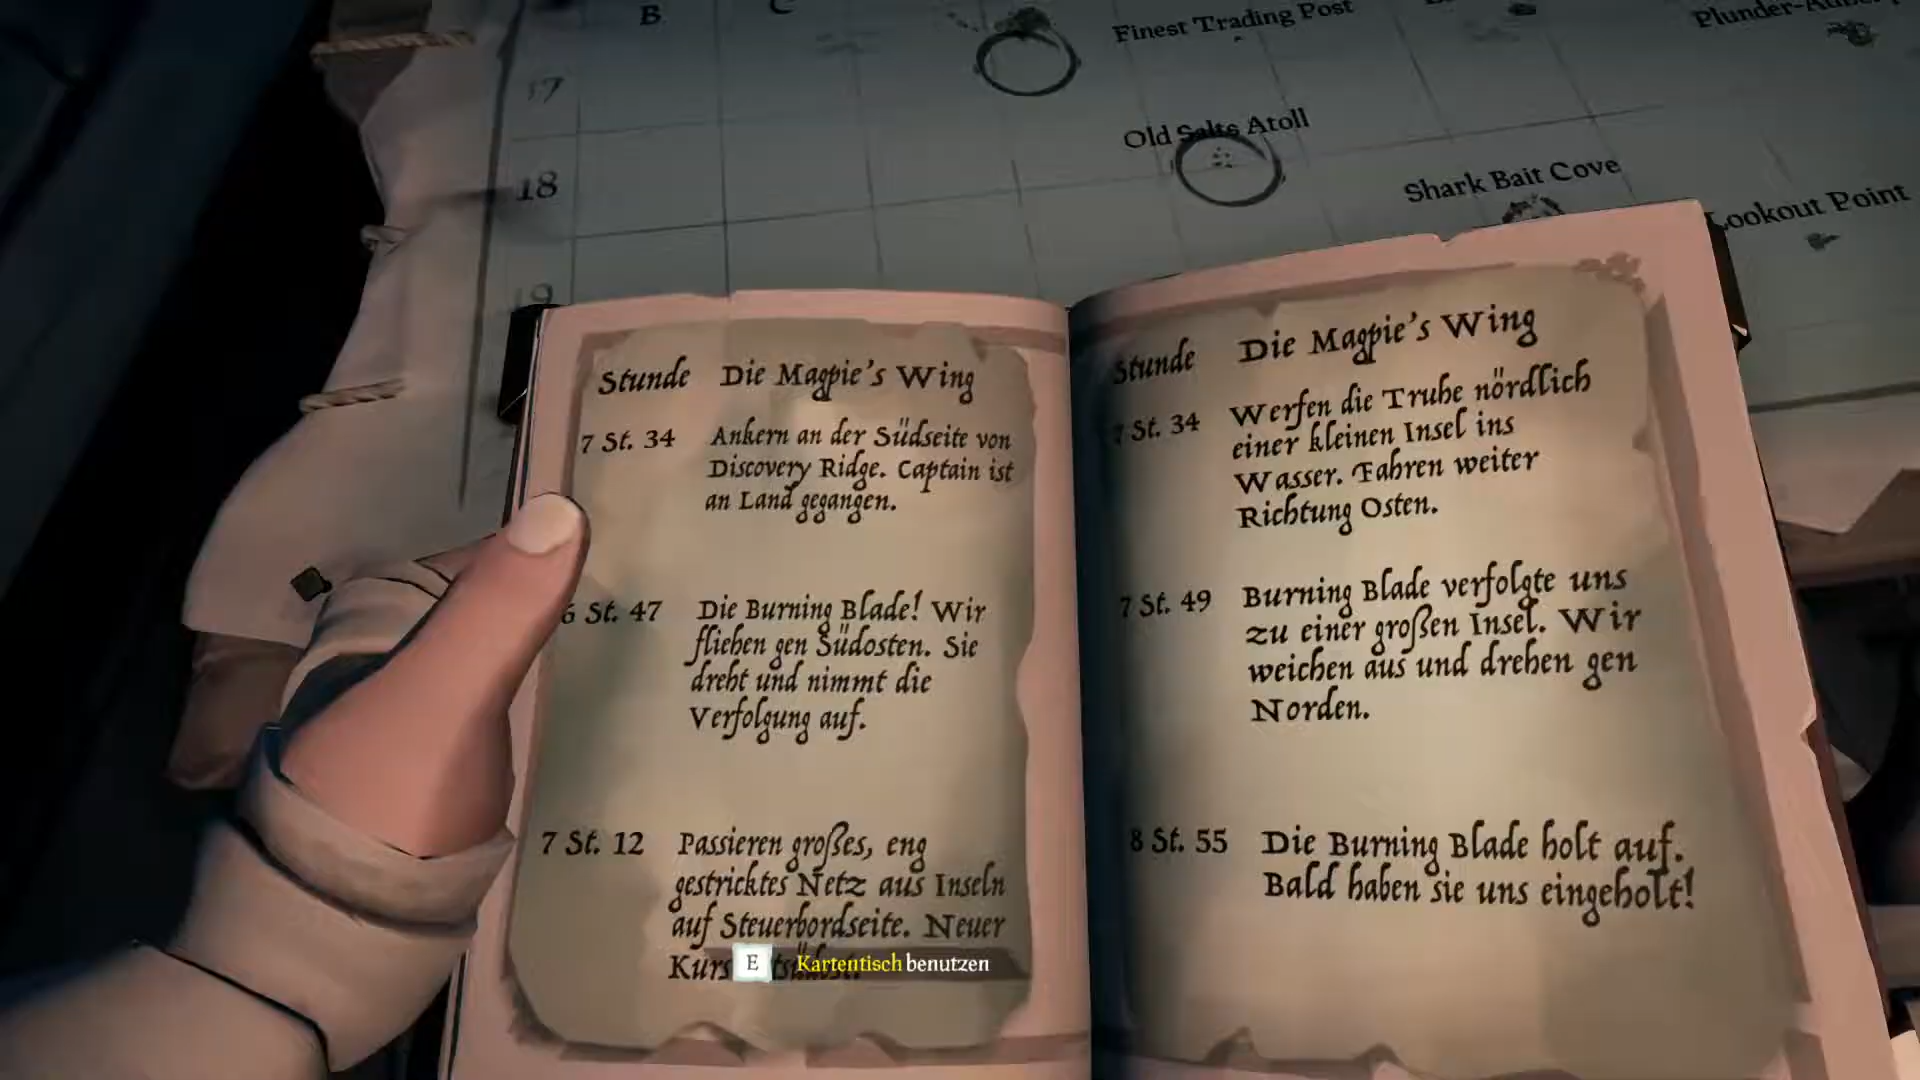 B
C
Finest Trading Post
17
Old Salts Atoll
18
Shark Bait Cove
Lookout Point
19
Stunde Die Magpie's Wing
7 St. 34 Ankern an der Südseite von
Discovery Ridge. Captain ist
an Land gegangen.
6 St. 47 Die Burning Blade! Wir
fliehen gen Südosten. Sie
dreht und nimmt die
Verfolgung auf.
7 St. 12 Passieren großes, eng
gestricktes Netz aus Inseln
auf Steuerbordseite. Neuer
Kurs
E Kartentisch benutzen
Stunde Die Magpie's Wing
7 St. 34 Werfen die Truhe nördlich
einer kleinen Insel ins
Wasser. Fahren weiter
Richtung Osten.
7 St. 49 Burning Blade verfolgte uns
zu einer großen Insel. Wir
weichen aus und drehen gen
Norden.
8 St. 55 Die Burning Blade holt auf.
Bald haben sie uns eingeholt!